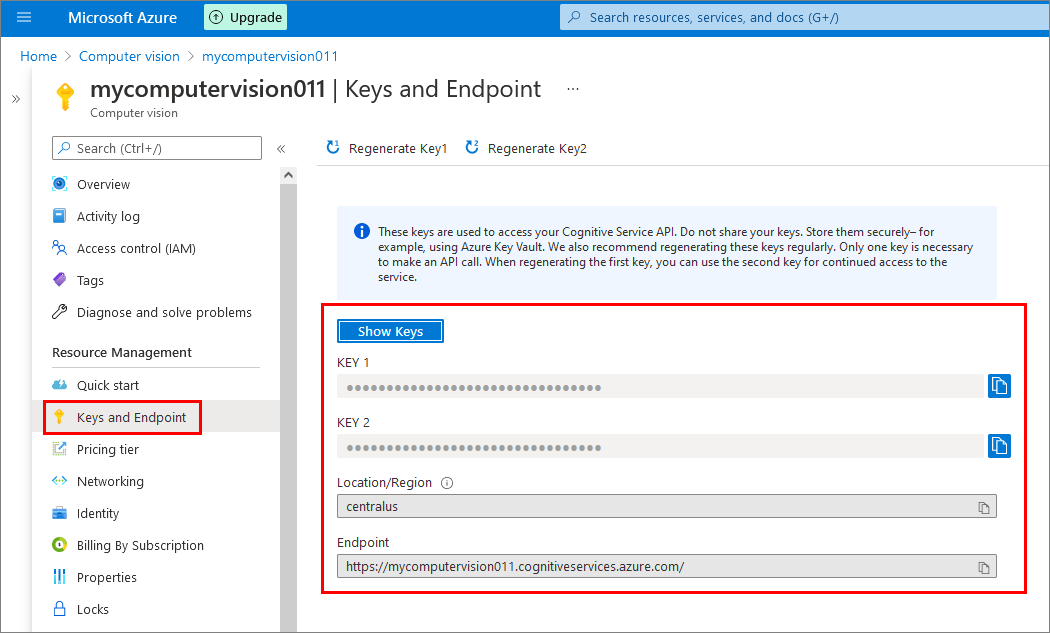 Microsoft Azure
Upgrade
Search resources, services, and docs (G+/)
Home > Computer vision > mycomputervision011
»
mycomputervision011 | Keys and Endpoint ...
Computer vision
Search (Ctrl+/)
«
Overview
Activity log
Access control (IAM)
Tags
Diagnose and solve problems
Resource Management
Quick start
Keys and Endpoint
Pricing tier
Networking
Identity
Billing By Subscription
Properties
Locks
Regenerate Key1
Regenerate Key2
These keys are used to access your Cognitive Service API. Do not share your keys. Store them securely– for
example, using Azure Key Vault. We also recommend regenerating these keys regularly. Only one key is necessary
to make an API call. When regenerating the first key, you can use the second key for continued access to the
service.
Show Keys
KEY 1
••••••••••••••••••••••••••••••••
KEY 2
••••••••••••••••••••••••••••••••
Location/Region
centralus
Endpoint
https://mycomputervision011.cognitiveservices.azure.com/